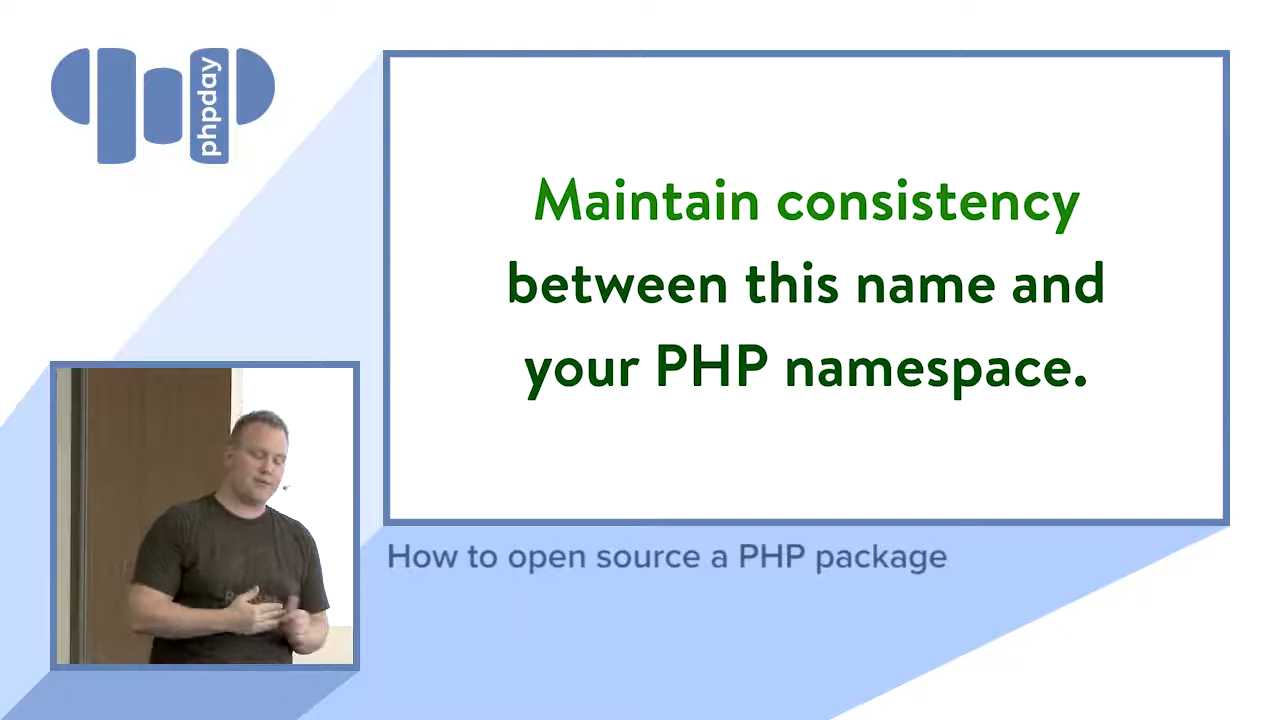 phpday
Maintain consistency
between this name and
your PHP namespace.
How to open source a PHP package